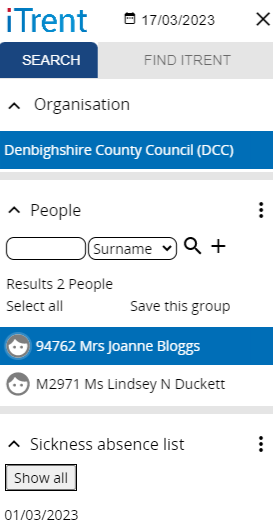 iTrent
17/03/2023
SEARCH
FIND ITRENT
Organisation
Denbighshire County Council (DCC)
People
Surname
Results 2 People
Select all
Save this group
94762 Mrs Joanne Bloggs
M2971 Ms Lindsey N Duckett
Sickness absence list
Show all
01/03/2023